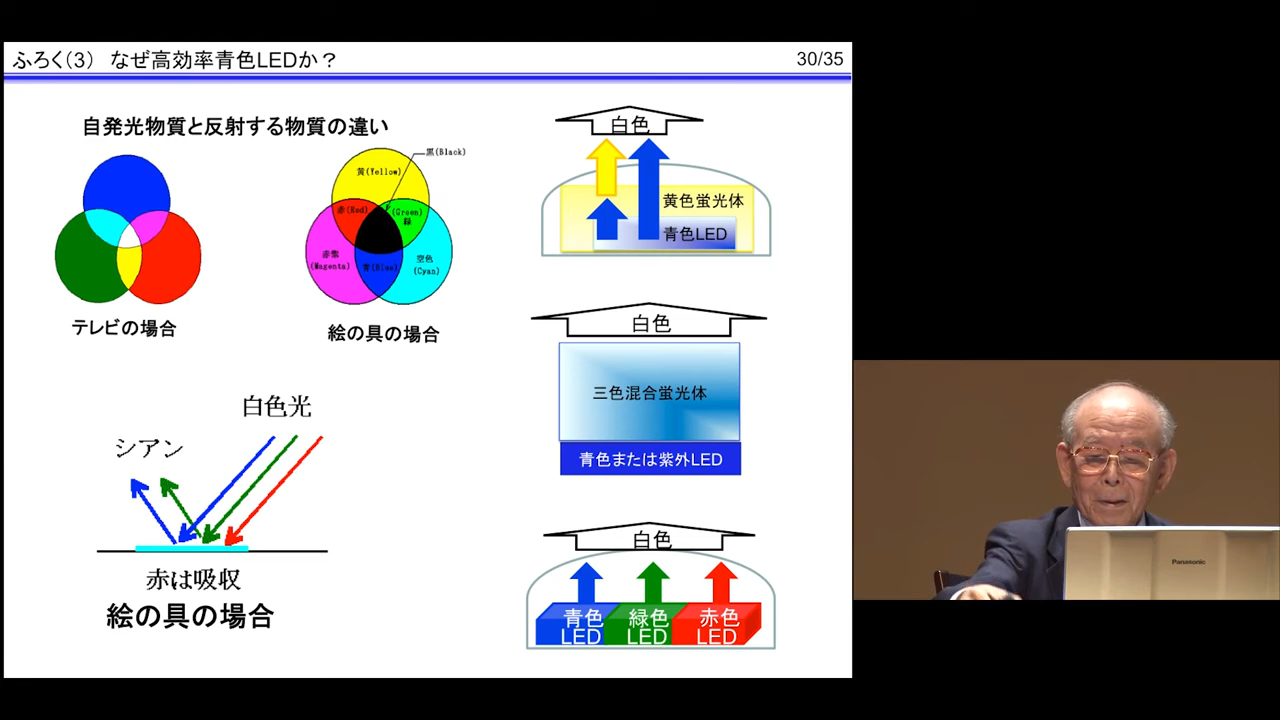 ふろく(3) なぜ高効率青色LEDか?
30/35
自発光物質と反射する物質の違い
黒(Black)
黄(Yellow)
赤(Red)
(Green)
緑
赤紫
(Magenta)
青(Blue)
空色
(Cyan)
テレビの場合
絵の具の場合
白色光
シアン
赤は吸収
絵の具の場合
白色
黄色蛍光体
青色LED
白色
三色混合蛍光体
青色または紫外LED
白色
青色
LED
緑色
LED
赤色
LED
Panasonic